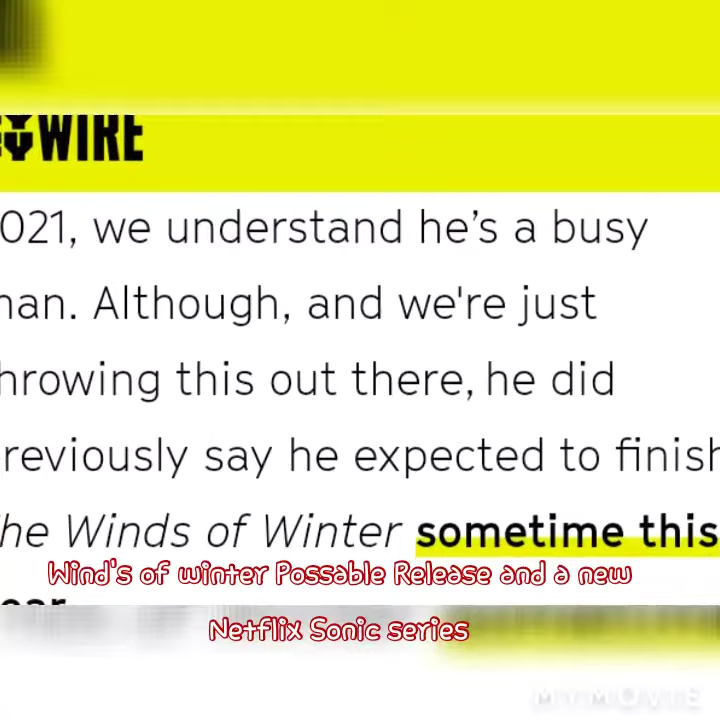 WIRE
021, we understand he's a busy
an. Although, and we're just
hrowing this out there, he did
reviously say he expected to finish
he Winds of Winter sometime this
Wind's of winter Possable Release and a new
Netflix Sonic series
MYMOVIE